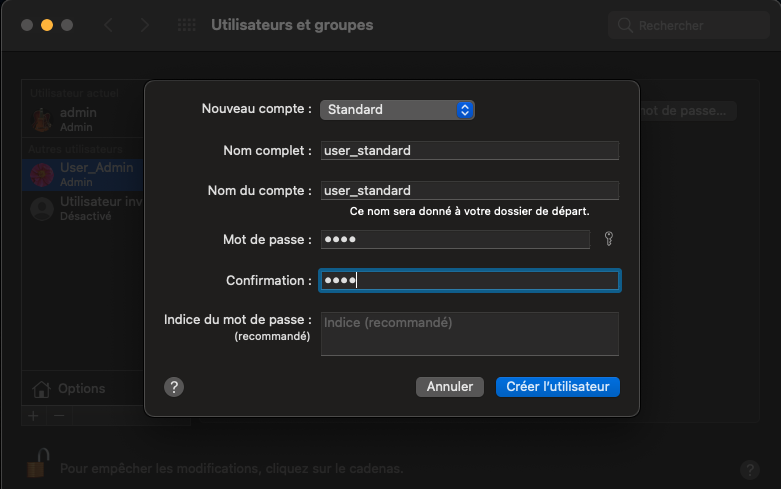 Utilisateurs et groupes
Rechercher
Utilisateur actuel
admin
Admin
Autres utilisateurs
User_Admin
Admin
Utilisateur inv
Désactivé
Options
mot de passe...
Nouveau compte : Standard
Nom complet : user_standard
Nom du compte : user_standard
Ce nom sera donné à votre dossier de départ.
Mot de passe : ••••
Confirmation : ••••
Indice du mot de passe : Indice (recommandé)
(recommandé)
? Annuler Créer l'utilisateur
+ −
Pour empêcher les modifications, cliquez sur le cadenas. ?